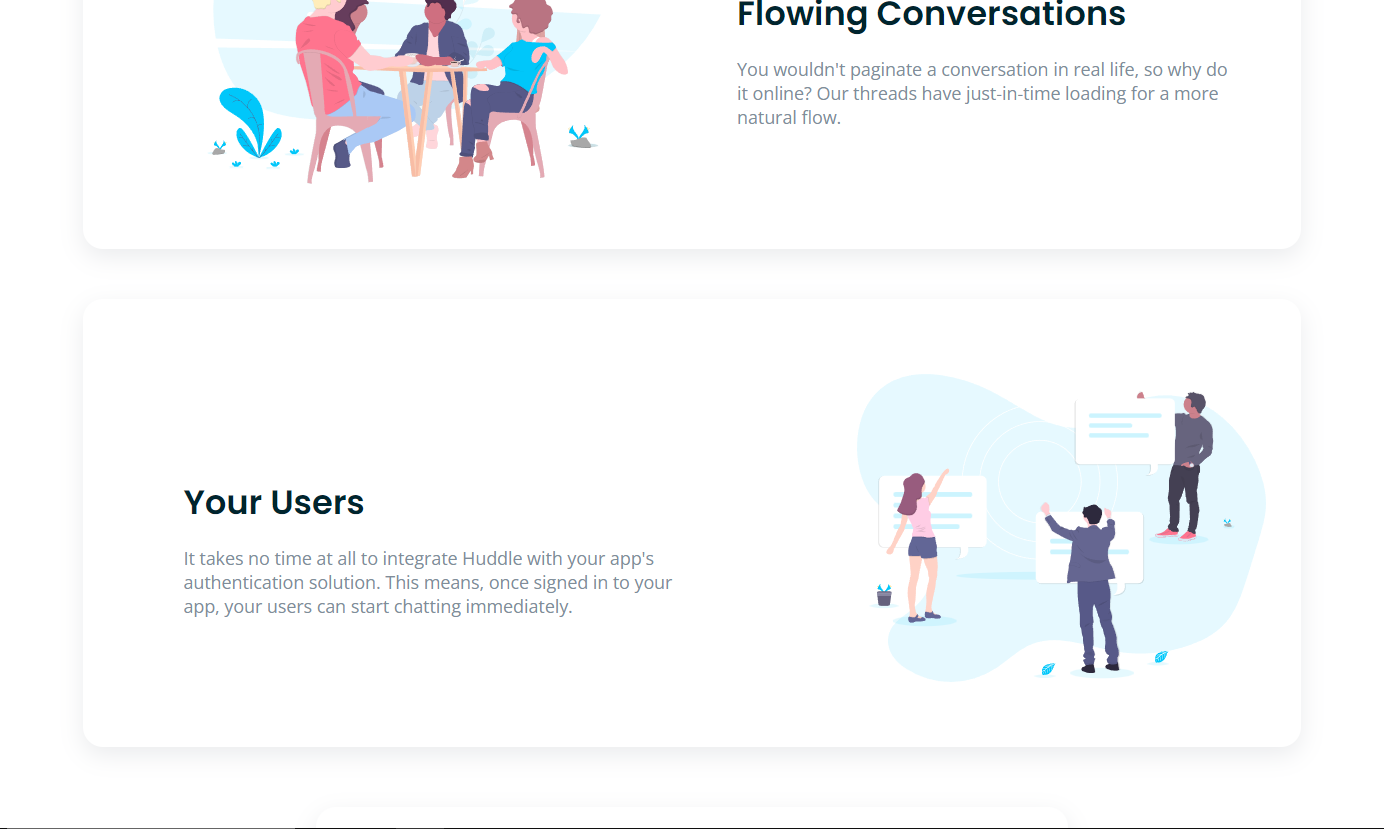 Flowing Conversations
You wouldn't paginate a conversation in real life, so why do
it online? Our threads have just-in-time loading for a more
natural flow.
Your Users
It takes no time at all to integrate Huddle with your app's
authentication solution. This means, once signed in to your
app, your users can start chatting immediately.